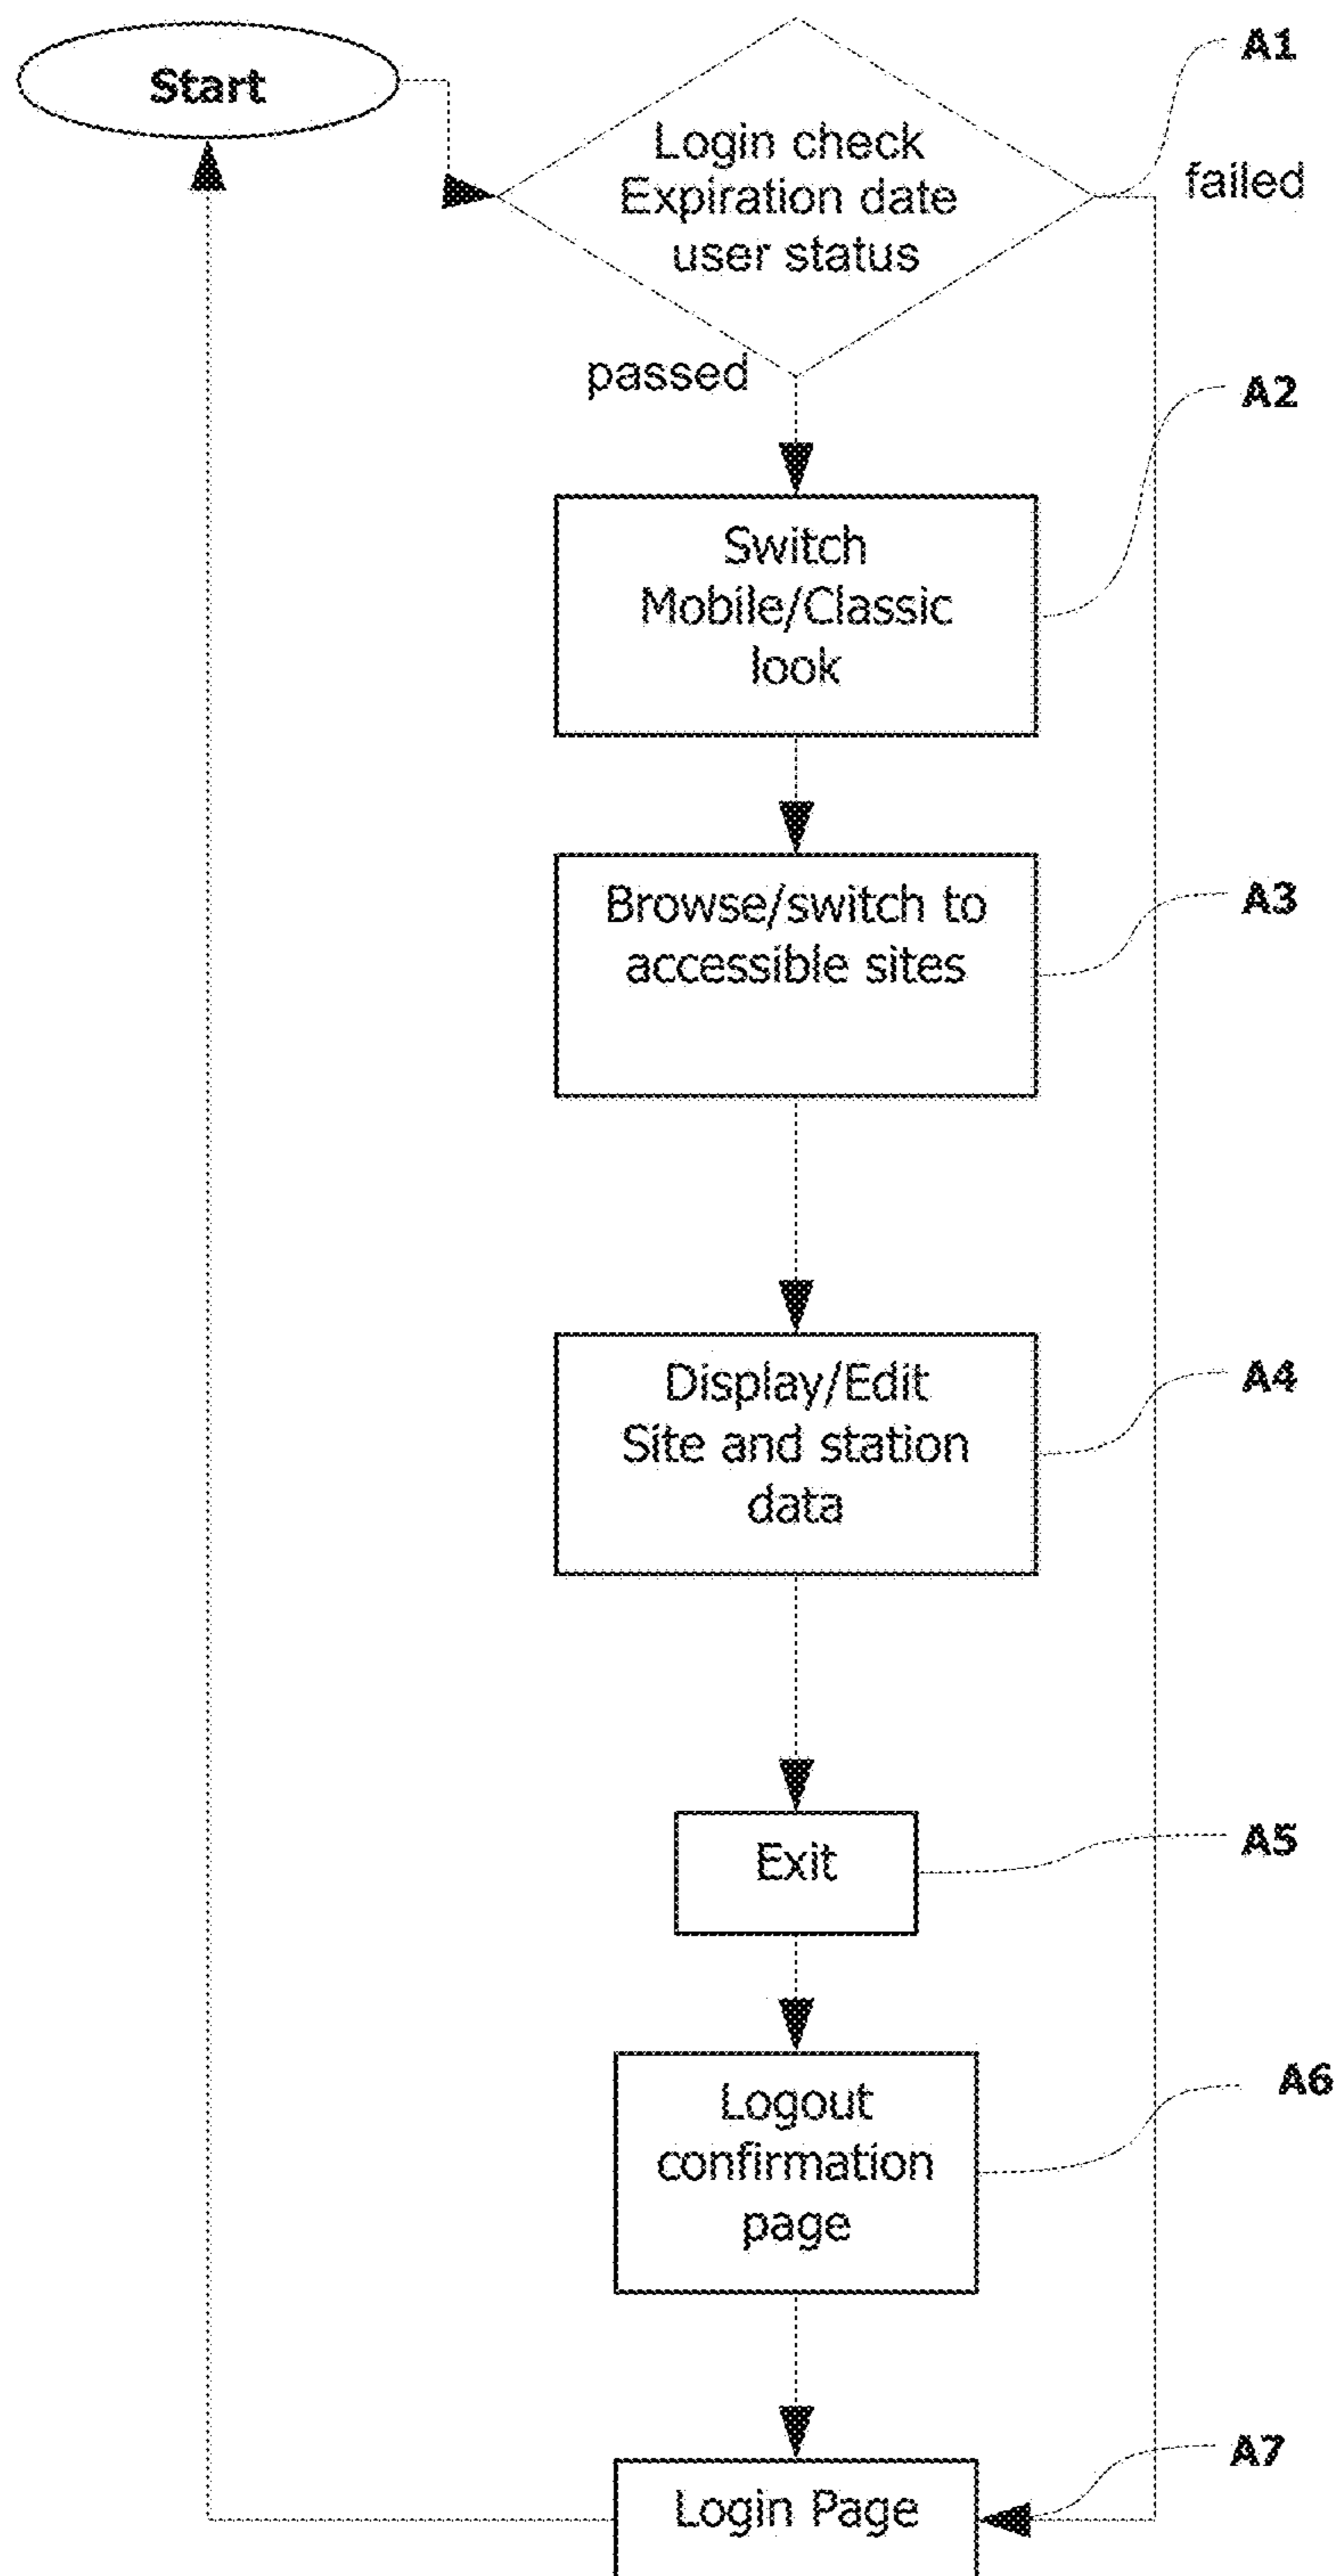 Start
A1
Login check
Expiration date
user status
failed
passed
A2
Switch
Mobile/Classic
look
A3
Browse/switch to
accessible sites
A4
Display/Edit
Site and station
data
A5
Exit
A6
Logout
confirmation
page
A7
Login Page